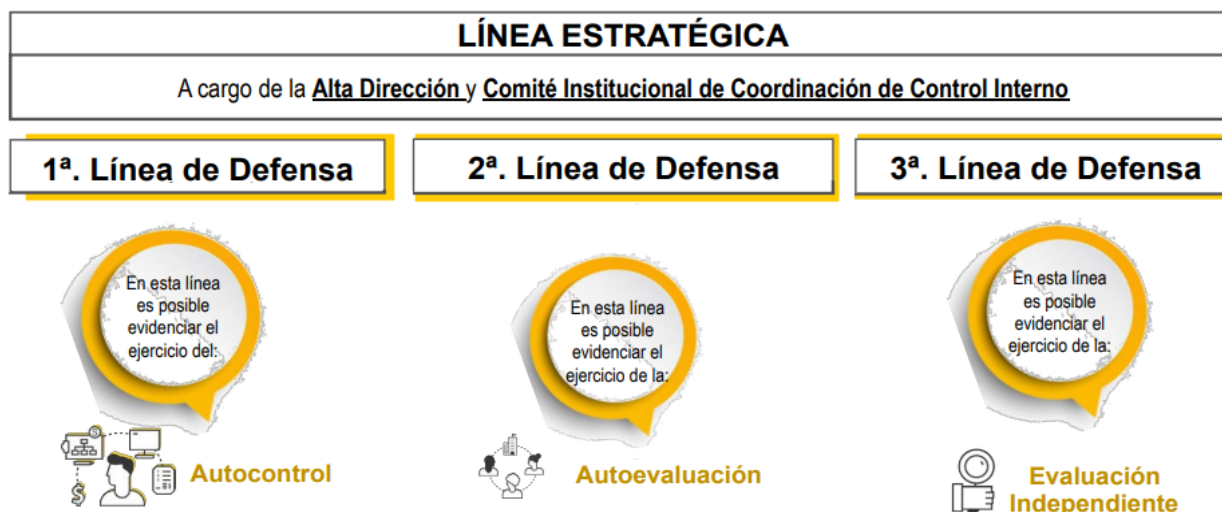 LÍNEA ESTRATÉGICA
A cargo de la Alta Dirección y Comité Institucional de Coordinación de Control Interno
1ª. Línea de Defensa
2ª. Línea de Defensa
3ª. Línea de Defensa
En esta línea
es posible
evidenciar el
ejercicio del:
Autocontrol
En esta línea
es posible
evidenciar el
ejercicio de la:
Autoevaluación
En esta línea
es posible
evidenciar el
ejercicio de la:
Evaluación
Independiente
$
$